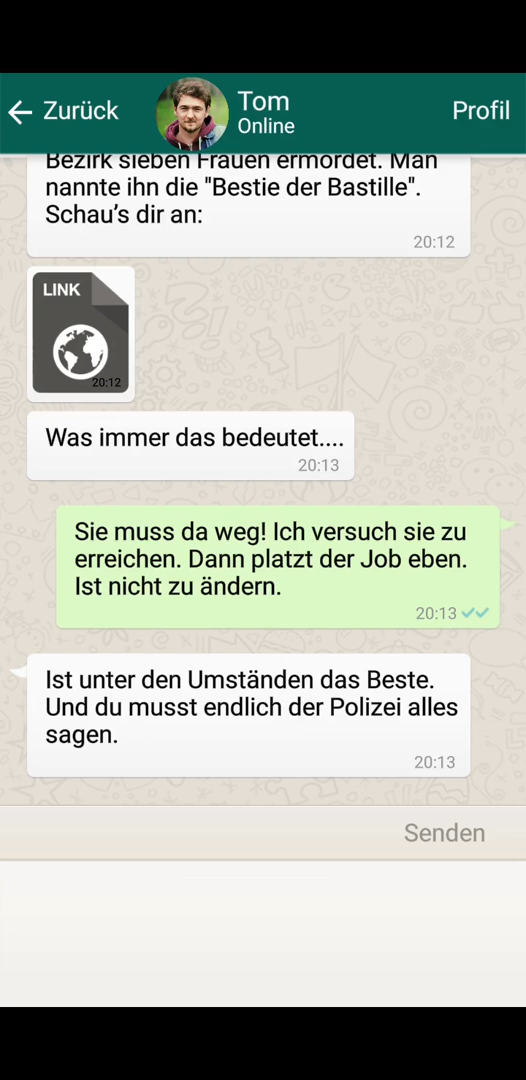 Zurück
Tom
Online
Profil
Bezirk sieben Frauen ermordet. Man
nannte ihn die "Bestie der Bastille".
Schau’s dir an:
20:12
LINK
20:12
Was immer das bedeutet....
20:13
Sie muss da weg! Ich versuch sie zu
erreichen. Dann platzt der Job eben.
Ist nicht zu ändern.
20:13
Ist unter den Umständen das Beste.
Und du musst endlich der Polizei alles
sagen.
20:13
Senden